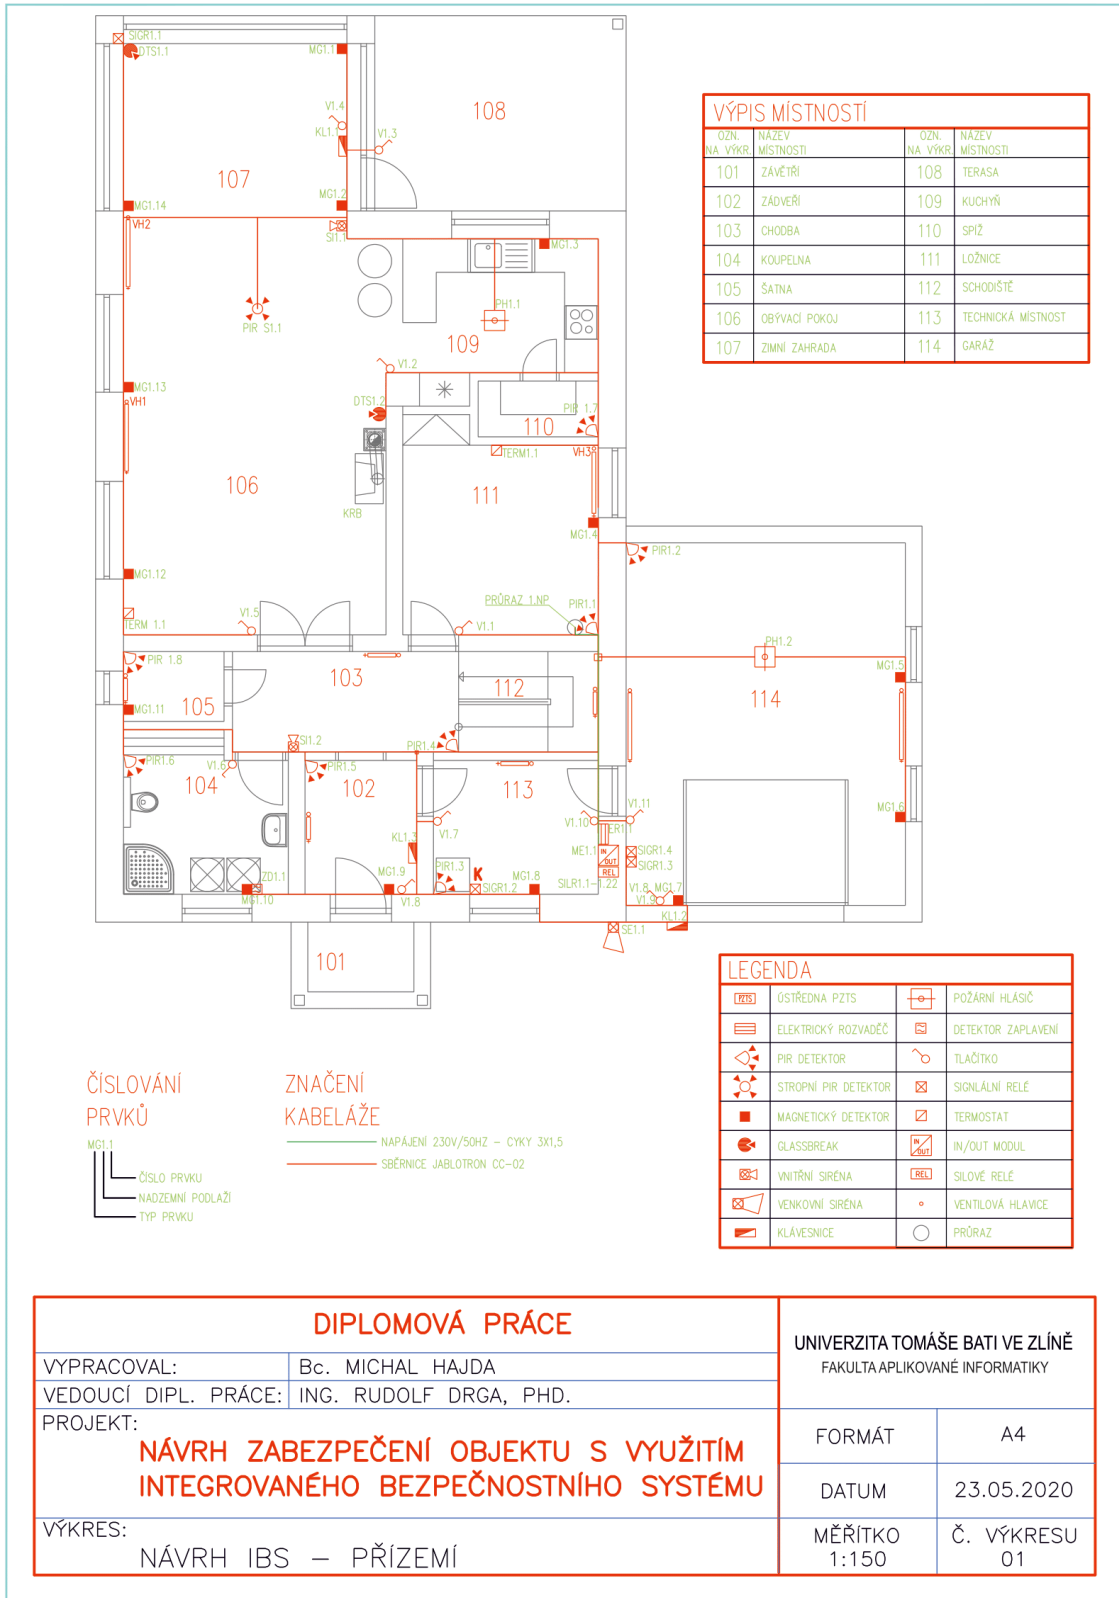 SIGR1.1
DTS1.1
MG1.1
V1.4
KL1.1
V1.3
108
107
MG1.14
MG1.2
VH2
SI1.1
MG1.3
PIR S1.1
PH1.1
109
V1.2
MG1.13
VH1
DTS1.2
PIR 1.7
110
TERM1.1
VH3
106
111
KRB
MG1.4
PIR1.2
MG1.12
PRŮRAZ 1.NP
PIR1.1
TERM 1.1
V1.5
V1.1
PH1.2
PIR 1.8
103
MG1.5
112
114
MG1.11
105
SI1.2
PIR1.4
PIR1.6
V1.6
PIR1.5
104
102
113
MG1.6
V1.11
V1.10
V1.7
KL1.3
ME1.1
IN
OUT
REL
SIGR1.4
SIGR1.3
PIR1.3
K
ZD1.1
MG1.10
MG1.9
V1.8
SIGR1.2
MG1.8
SILR1.1-1.22
V1.8
MG1.7
V1.9
KL1.2
SE1.1
101
VÝPIS MÍSTNOSTÍ
OZN. NÁZEV OZN. NÁZEV
NA VÝKR. MÍSTNOSTI NA VÝKR. MÍSTNOSTI
101 ZÁVĚTŘÍ 108 TERASA
102 ZÁDVEŘÍ 109 KUCHYŇ
103 CHODBA 110 SPÍŽ
104 KOUPELNA 111 LOŽNICE
105 ŠATNA 112 SCHODIŠTĚ
106 OBÝVACÍ POKOJ 113 TECHNICKÁ MÍSTNOST
107 ZIMNÍ ZAHRADA 114 GARÁŽ
LEGENDA
PZTS ÚSTŘEDNA PZTS POŽÁRNÍ HLÁSIČ
ELEKTRICKÝ ROZVADĚČ DETEKTOR ZAPLAVENÍ
PIR DETEKTOR TLAČÍTKO
STROPNÍ PIR DETEKTOR SIGNLÁLNÍ RELÉ
MAGNETICKÝ DETEKTOR TERMOSTAT
GLASSBREAK IN OUT IN/OUT MODUL
VNITŘNÍ SIRÉNA REL SILOVÉ RELÉ
VENKOVNÍ SIRÉNA VENTILOVÁ HLAVICE
KLÁVESNICE PRŮRAZ
ČÍSLOVÁNÍ
PRVKŮ
MG1.1
ČÍSLO PRVKU
NADZEMNÍ PODLAŽÍ
TYP PRVKU
ZNAČENÍ
KABELÁŽE
NAPÁJENÍ 230V/50HZ – CYKY 3X1,5
SBĚRNICE JABLOTRON CC-02
DIPLOMOVÁ PRÁCE
VYPRACOVAL: Bc. MICHAL HAJDA
VEDOUCÍ DIPL. PRÁCE: ING. RUDOLF DRGA, PHD.
PROJEKT:
NÁVRH ZABEZPEČENÍ OBJEKTU S VYUŽITÍM
INTEGROVANÉHO BEZPEČNOSTNÍHO SYSTÉMU
VÝKRES:
NÁVRH IBS – PŘÍZEMÍ
UNIVERZITA TOMÁŠE BATI VE ZLÍNĚ
FAKULTA APLIKOVANÉ INFORMATIKY
FORMÁT A4
DATUM 23.05.2020
MĚŘÍTKO Č. VÝKRESU
1:150 01